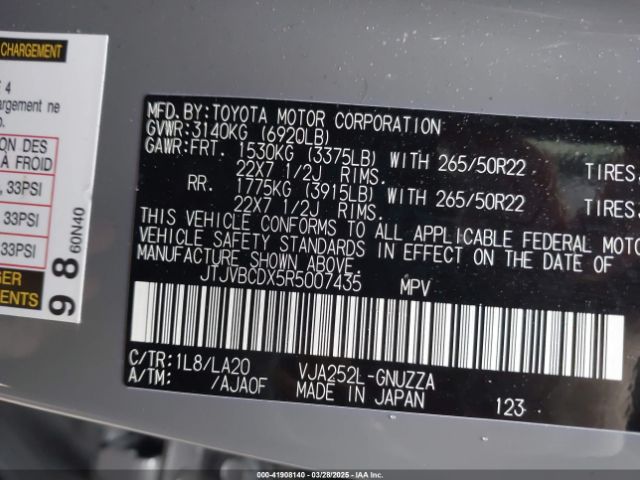 CHARGEMENT
4
argement ne
o.
ION DES
À FROID
, 33PSI
33PSI
33PSI
GER
EMENTS
98
60N40
MFD.BY:TOYOTA MOTOR CORPORATION
GVWR:3140KG (6920LB)
GAWR:FRT. 1530KG (3375LB) WITH 265/50R22 TIRES,
22X7 1/2J RIMS.
RR. 1775KG (3915LB) WITH 265/50R22 TIRES,
22X7 1/2J RIMS.
THIS VEHICLE CONFORMS TO ALL APPLICABLE FEDERAL MOTO
VEHICLE SAFETY STANDARDS IN EFFECT ON THE DATE OF
MANUFACTURE SHOWN ABOVE.
JTJVBCDX5R5007435 MPV
C/TR:1L8/LA20 VJA252L-GNUZZA
A/TM: /AJA0F MADE IN JAPAN 123
000-41908140 - 03/28/2025 - Copyright IAA, Inc.